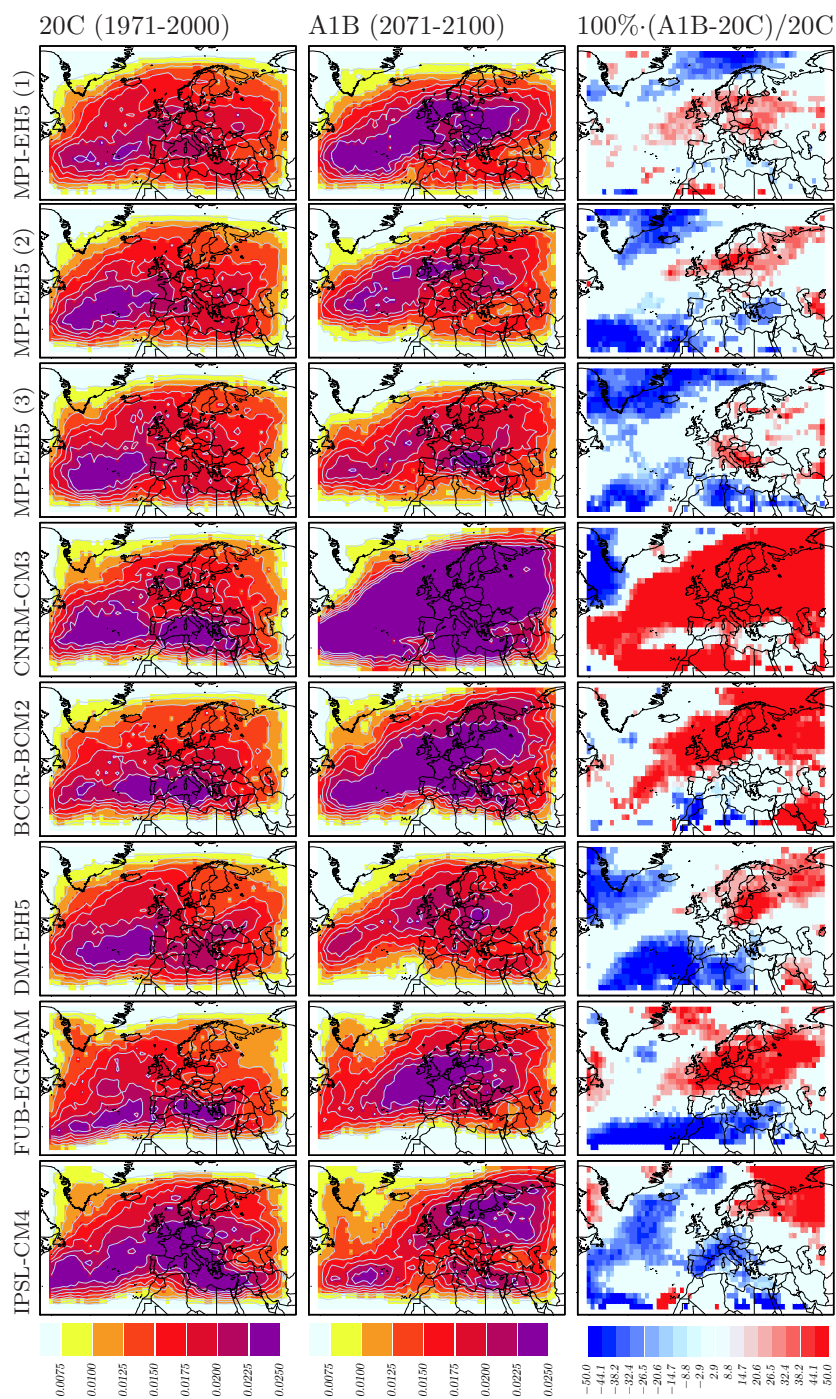 20C (1971-2000)
A1B (2071-2100)
100%·(A1B-20C)/20C
MPI-EH5 (1)
MPI-EH5 (2)
MPI-EH5 (3)
CNRM-CM3
BCCR-BCM2
DMI-EH5
FUB-EGMAM
IPSL-CM4
0.0075 0.0100 0.0125 0.0150 0.0175 0.0200 0.0225 0.0250
0.0075 0.0100 0.0125 0.0150 0.0175 0.0200 0.0225 0.0250
−50.0 −44.1 −38.2 −32.4 −26.5 −20.6 −14.7 −8.8 −2.9 2.9 8.8 14.7 20.6 26.5 32.4 38.2 44.1 50.0